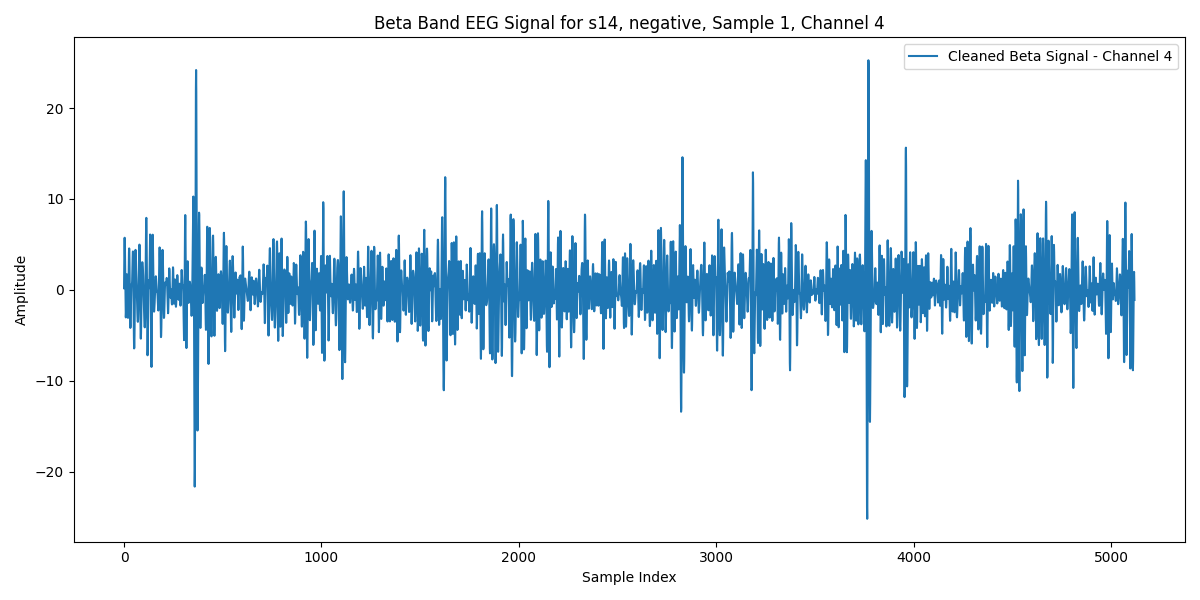 Beta Band EEG Signal for s14, negative, Sample 1, Channel 4
Cleaned Beta Signal - Channel 4
Amplitude
20
10
0
−10
−20
0 1000 2000 3000 4000 5000
Sample Index